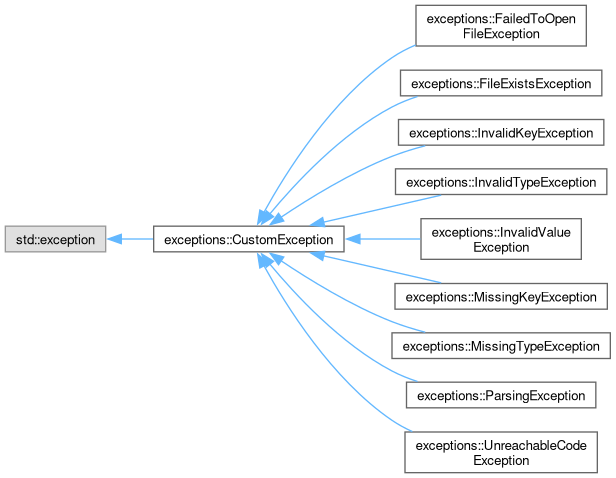 exceptions::FailedToOpen
FileException
exceptions::FileExistsException
exceptions::InvalidKeyException
exceptions::InvalidTypeException
std::exception
exceptions::CustomException
exceptions::InvalidValue
Exception
exceptions::MissingKeyException
exceptions::MissingTypeException
exceptions::ParsingException
exceptions::UnreachableCode
Exception